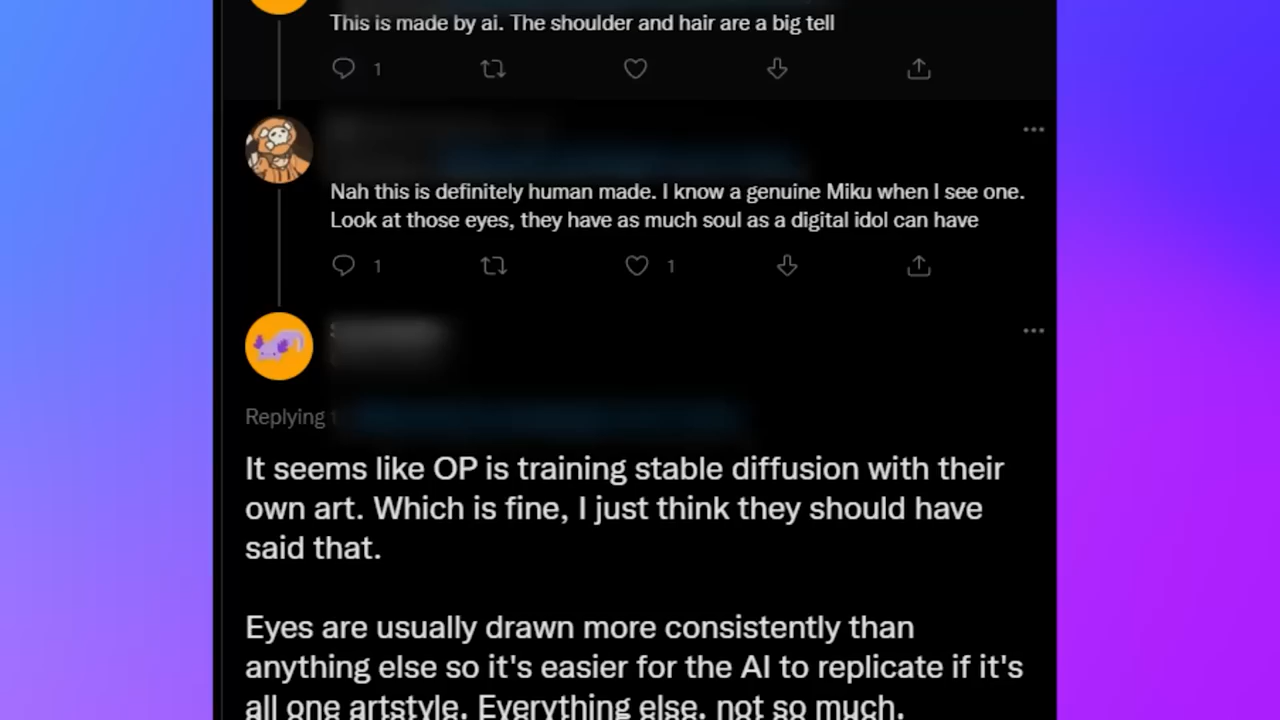 This is made by ai. The shoulder and hair are a big tell
1
Nah this is definitely human made. I know a genuine Miku when I see one.
Look at those eyes, they have as much soul as a digital idol can have
1 1
Replying
It seems like OP is training stable diffusion with their
own art. Which is fine, I just think they should have
said that.
Eyes are usually drawn more consistently than
anything else so it's easier for the AI to replicate if it's
all one artstyle. Everything else, not so much.